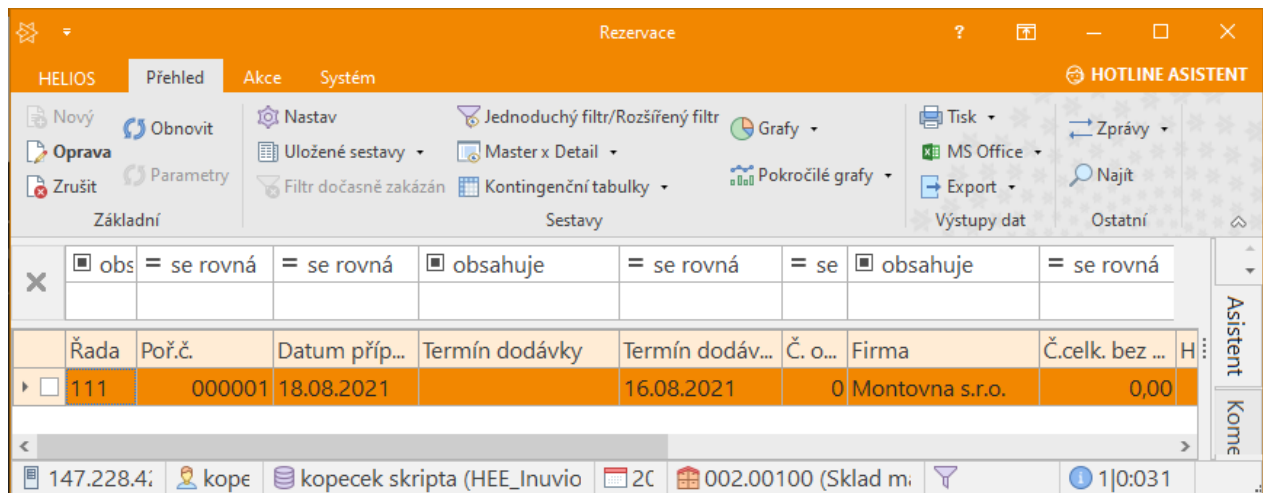 Rezervace ?
HELIOS Přehled Akce Systém HOTLINE ASISTENT
Nový Obnovit Nastav Jednoduchý filtr/Rozšířený filtr Grafy Tisk Zprávy
Oprava Uložené sestavy Master x Detail MS Office
Zrušit Parametry Filtr dočasně zakázán Kontingenční tabulky Pokročilé grafy Export Najít
Základní Sestavy Výstupy dat Ostatní
obs = se rovná = se rovná obsahuje = se rovná = se obsahuje = se rovná
Asistent
Řada Poř.č. Datum příp... Termín dodávky Termín dodáv... Č. o... Firma Č.celk. bez ... H
111 000001 18.08.2021 16.08.2021 0 Montovna s.r.o. 0,00
Kome
147.228.4 kope kopecek skripta (HEE_Inuvio 20 002.00100 (Sklad ma 1|0:031